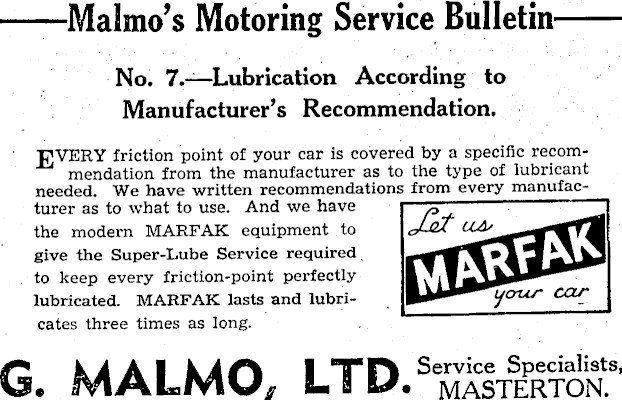 Malmo's Motoring Service Bulletin
No. 7.—Lubrication According to
Manufacturer's Recommendation.
EVERY friction point of your car is covered by a specific recom-
mendation from the manufacturer as to the type of lubricant
needed. We have written recommendations from every manufac-
turer as to what to use. And we have
the modern MARFAK equipment to
give the Super-Lube Service required
to keep every friction-point perfectly
lubricated. MARFAK lasts and lubri-
cates three times as long.
Let us
MARFAK
your car
G. MALMO, LTD. Service Specialists,
MASTERTON.